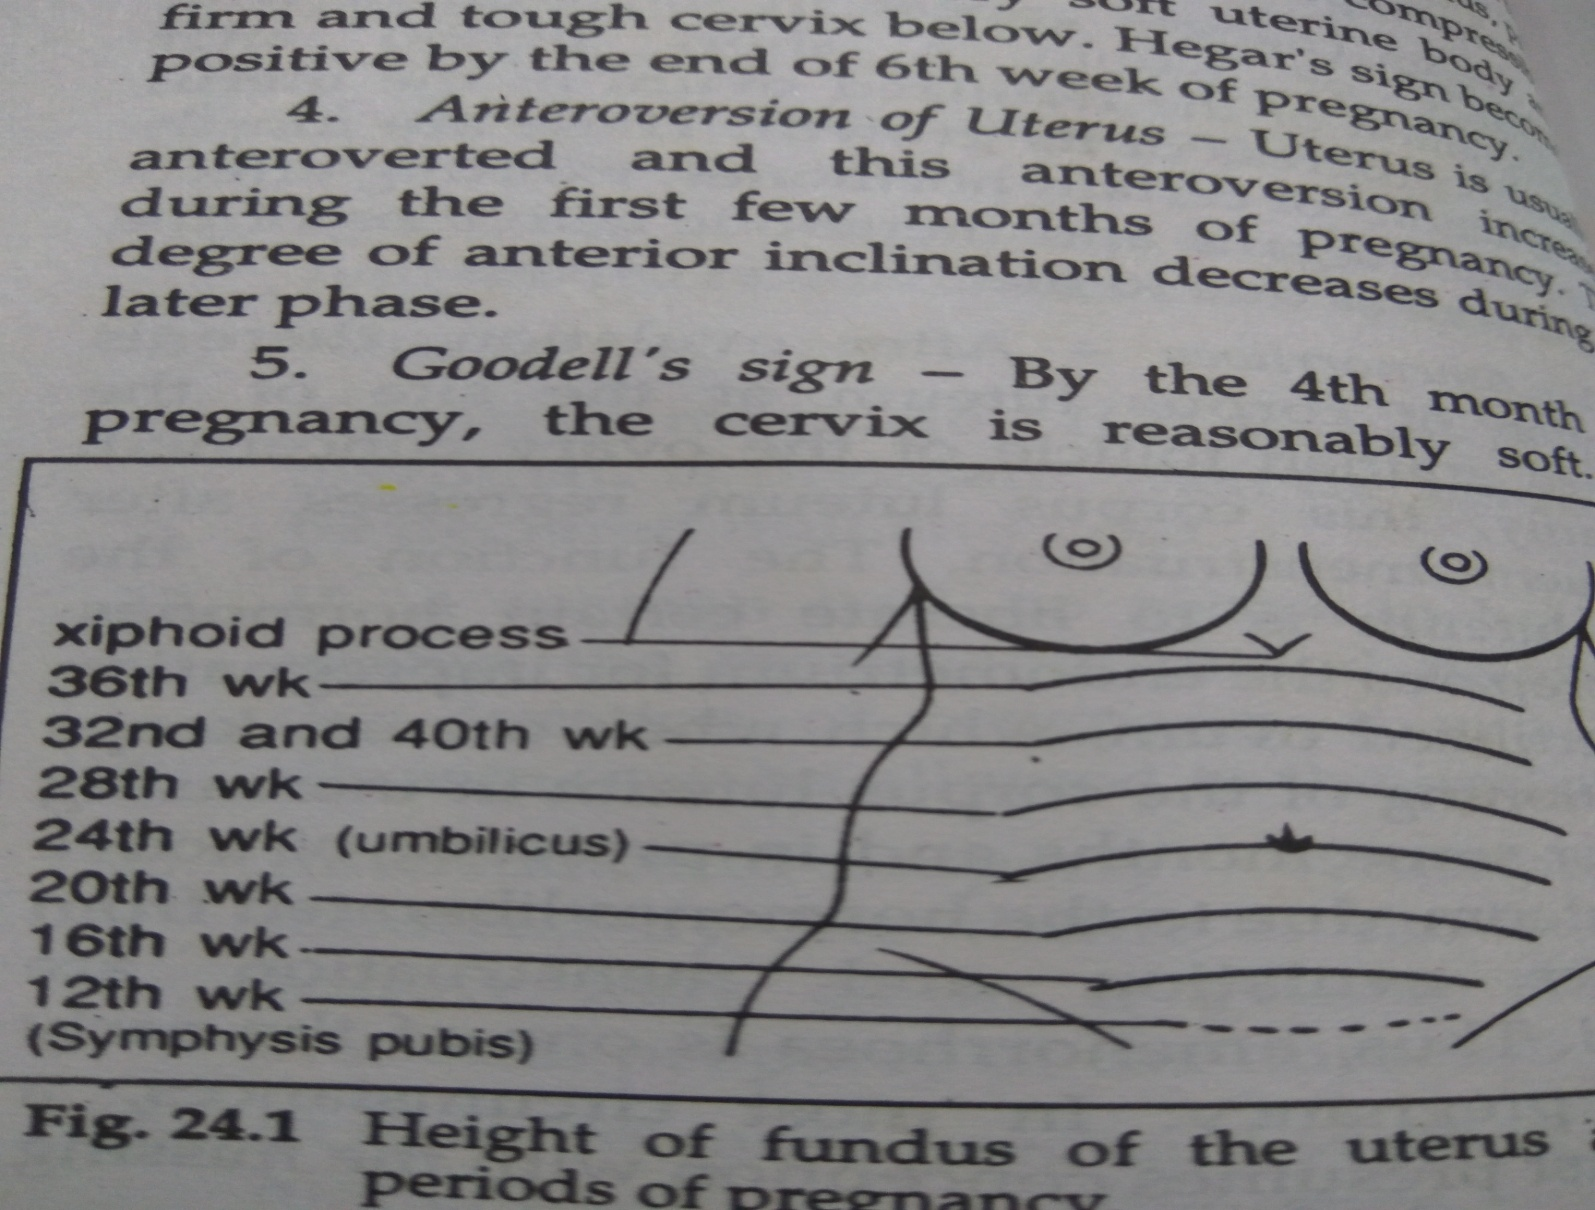 firm and tough cervix below. Hegar's sign
soft uterine body
positive by the end of 6th week of pregnancy.
4. Anteroversion of Uterus – Uterus is
anteroverted and this anteroversion
during the first few months of pregnancy.
degree of anterior inclination decreases during
later phase.
5. Goodell's sign – By the 4th month
pregnancy, the cervix is reasonably soft.
xiphoid process
36th wk
32nd and 40th wk
28th wk
24th wk (umbilicus)
20th wk
16th wk
12th wk
(Symphysis pubis)
Fig. 24.1 Height of fundus of the uterus
periods of pregnancy